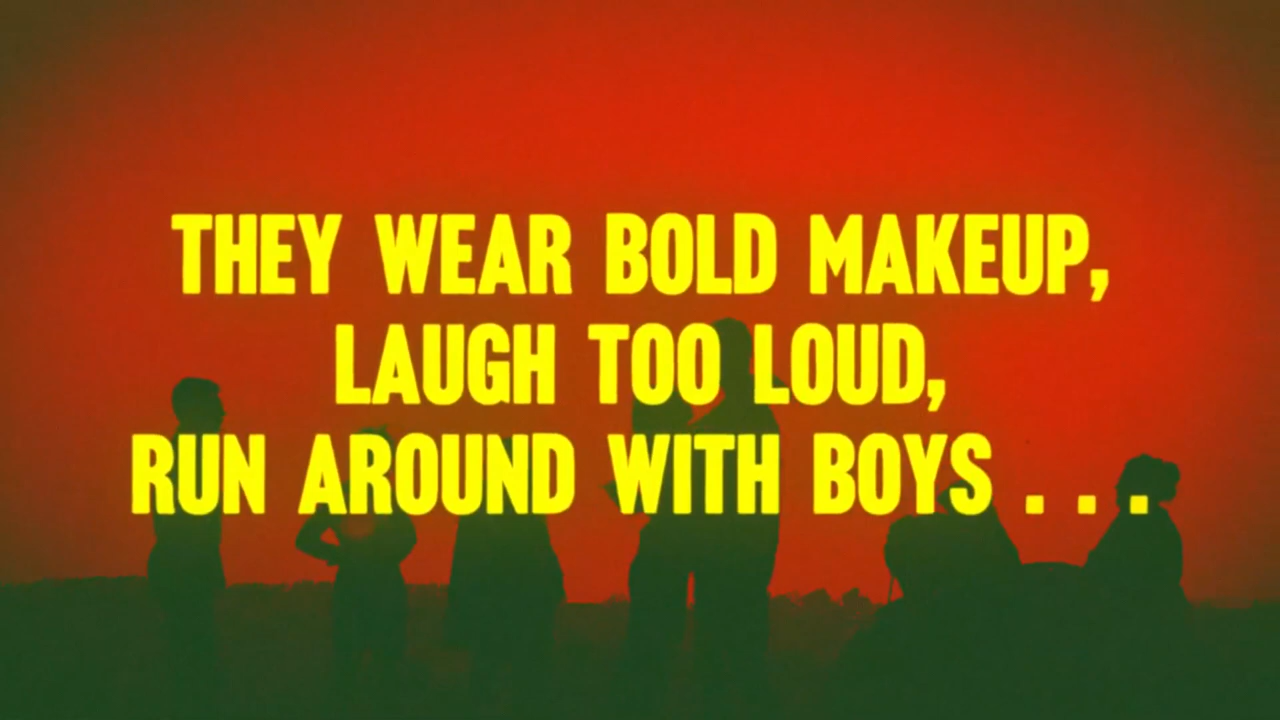 THEY WEAR BOLD MAKEUP,
LAUGH TOO LOUD,
RUN AROUND WITH BOYS . . .